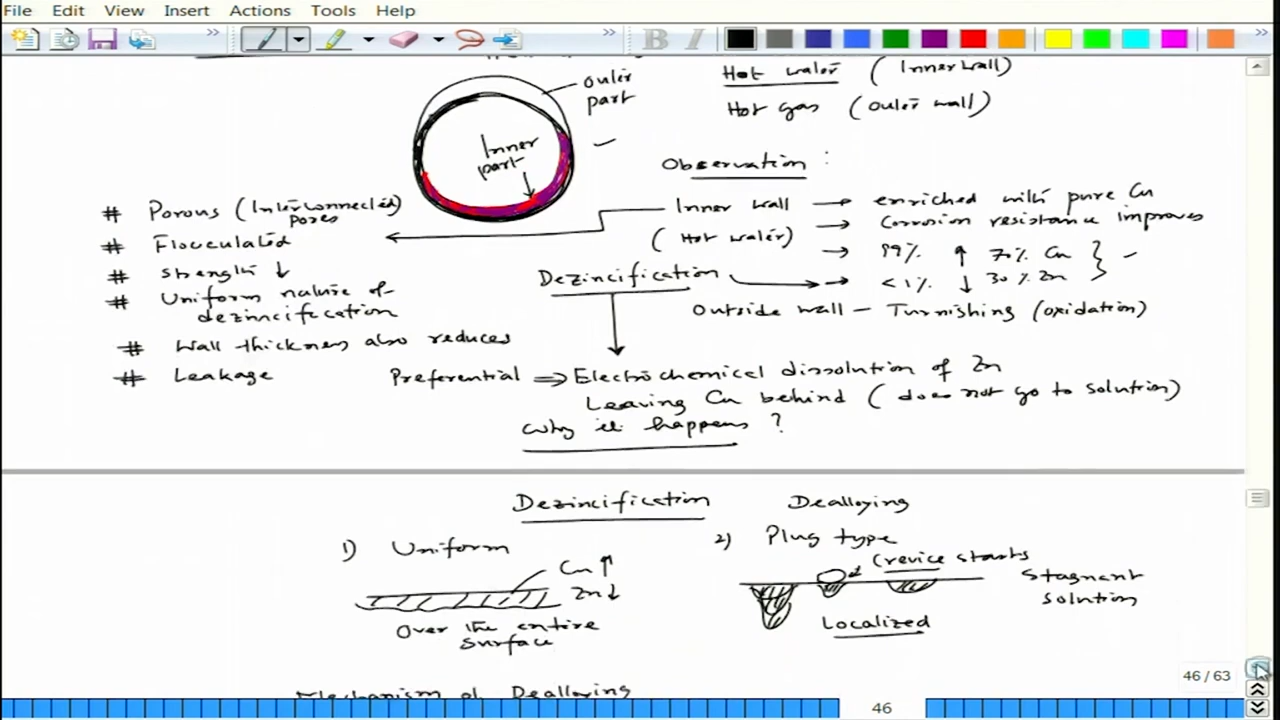 File Edit View Insert Actions Tools Help
outer part
Hot water (Inner wall)
Hot gas (outer wall)
Inner part
Observation :
# Porous (Interconnected pores)
# Flocculated
# strength ↓
# Uniform nature of dezincification
# Wall thickness also reduces
# Leakage
Inner wall → enriched with pure Cu
(Hot water) → Corrosion resistance improves
→ 99% ↑ 70% Cu
Dezincification → <1% ↓ 30% Zn
Outside wall – Turnishing (oxidation)
Preferential ⇒ Electrochemical dissolution of Zn
Leaving Cu behind (does not go to solution)
Why it happens ?
Dezincification Dealloying
1) Uniform
Cu ↑
Zn ↓
Over the entire surface
2) Plug type
Crevice starts
Stagnant solution
Localized
Mechanism of Dealloying
46 / 63
46